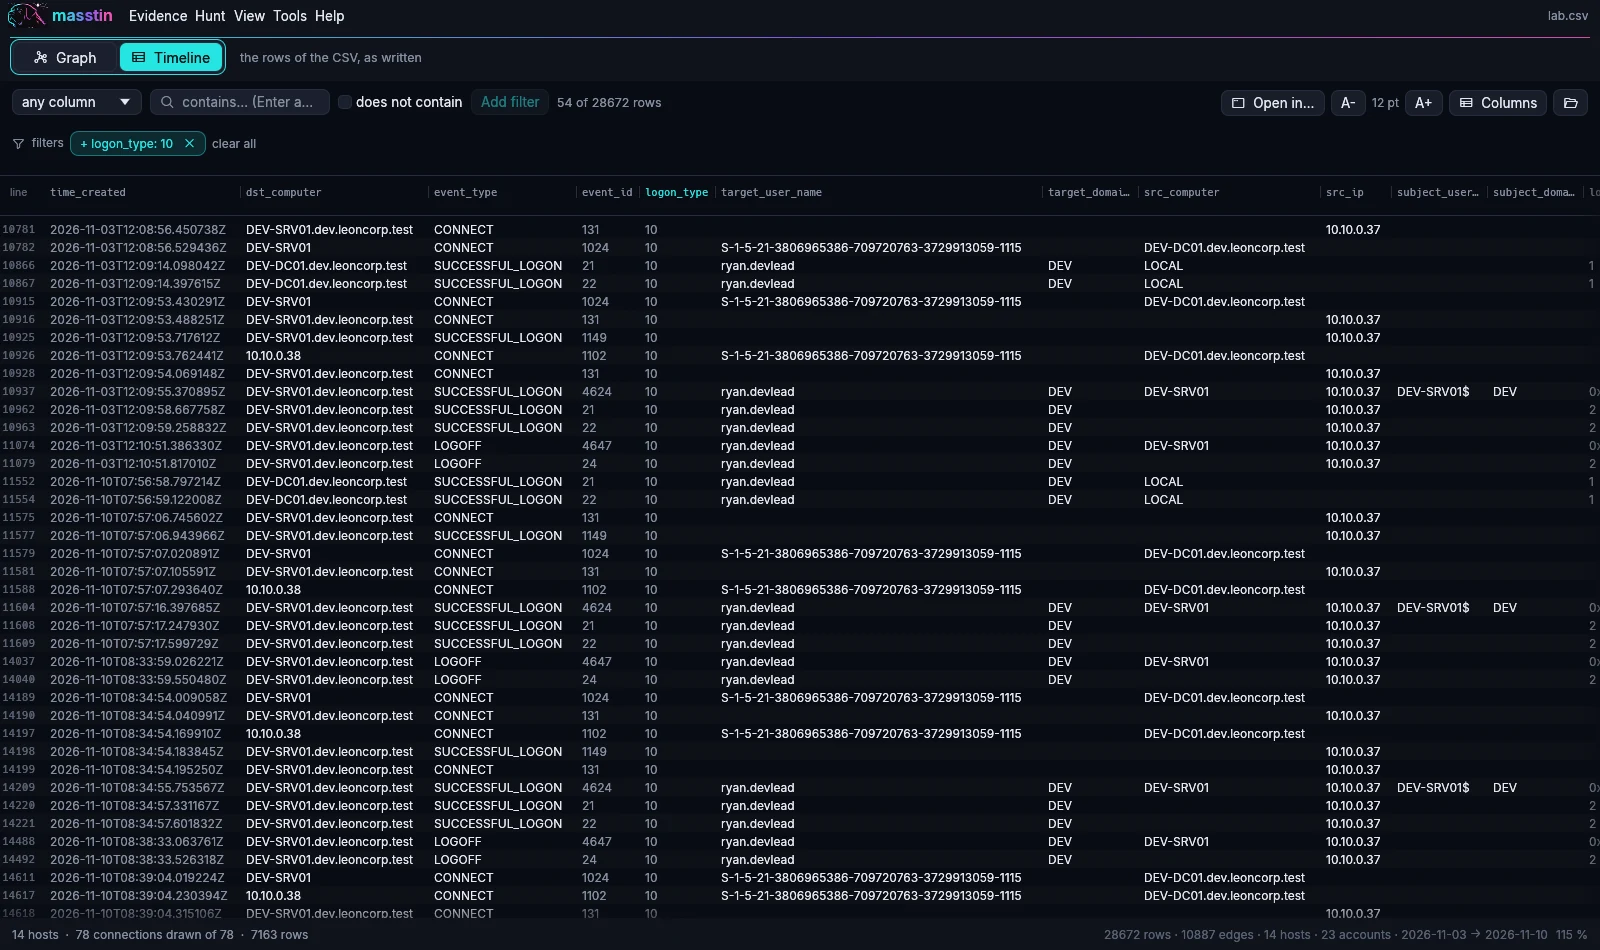 masstin Evidence Hunt View Tools Help lab.csv
Graph Timeline the rows of the CSV, as written
any column contains... (Enter a... does not contain Add filter 54 of 28672 rows Open in... A- 12 pt A+ Columns
filters + logon_type: 10 × clear all
line time_created dst_computer event_type event_id logon_type target_user_name target_domai… src_computer src_ip subject_user… subject_doma… lo
10781 2026-11-03T12:08:56.450738Z DEV-SRV01.dev.leoncorp.test CONNECT 131 10 10.10.0.37
10782 2026-11-03T12:08:56.529436Z DEV-SRV01 CONNECT 1024 10 S-1-5-21-3806965386-709720763-3729913059-1115 DEV-DC01.dev.leoncorp.test
10866 2026-11-03T12:09:14.098042Z DEV-DC01.dev.leoncorp.test SUCCESSFUL_LOGON 21 10 ryan.devlead DEV LOCAL 1
10867 2026-11-03T12:09:14.397615Z DEV-DC01.dev.leoncorp.test SUCCESSFUL_LOGON 22 10 ryan.devlead DEV LOCAL 1
10915 2026-11-03T12:09:53.430291Z DEV-SRV01 CONNECT 1024 10 S-1-5-21-3806965386-709720763-3729913059-1115 DEV-DC01.dev.leoncorp.test
10916 2026-11-03T12:09:53.488251Z DEV-SRV01.dev.leoncorp.test CONNECT 131 10 10.10.0.37
10925 2026-11-03T12:09:53.717612Z DEV-SRV01.dev.leoncorp.test SUCCESSFUL_LOGON 1149 10 10.10.0.37
10926 2026-11-03T12:09:53.762441Z 10.10.0.38 CONNECT 1102 10 S-1-5-21-3806965386-709720763-3729913059-1115 DEV-DC01.dev.leoncorp.test
10928 2026-11-03T12:09:54.069148Z DEV-SRV01.dev.leoncorp.test CONNECT 131 10 10.10.0.37
10937 2026-11-03T12:09:55.370895Z DEV-SRV01.dev.leoncorp.test SUCCESSFUL_LOGON 4624 10 ryan.devlead DEV DEV-SRV01 10.10.0.37 DEV-SRV01$ DEV 0x
10962 2026-11-03T12:09:58.667758Z DEV-SRV01.dev.leoncorp.test SUCCESSFUL_LOGON 21 10 ryan.devlead DEV 10.10.0.37 2
10963 2026-11-03T12:09:59.258832Z DEV-SRV01.dev.leoncorp.test SUCCESSFUL_LOGON 22 10 ryan.devlead DEV 10.10.0.37 2
11074 2026-11-03T12:10:51.386330Z DEV-SRV01.dev.leoncorp.test LOGOFF 4647 10 ryan.devlead DEV DEV-SRV01 10.10.0.37 0x
11079 2026-11-03T12:10:51.817010Z DEV-SRV01.dev.leoncorp.test LOGOFF 24 10 ryan.devlead DEV 10.10.0.37 2
11552 2026-11-10T07:56:58.797214Z DEV-DC01.dev.leoncorp.test SUCCESSFUL_LOGON 21 10 ryan.devlead DEV LOCAL 1
11554 2026-11-10T07:56:59.122008Z DEV-DC01.dev.leoncorp.test SUCCESSFUL_LOGON 22 10 ryan.devlead DEV LOCAL 1
11575 2026-11-10T07:57:06.745602Z DEV-SRV01.dev.leoncorp.test CONNECT 131 10 10.10.0.37
11577 2026-11-10T07:57:06.943966Z DEV-SRV01.dev.leoncorp.test SUCCESSFUL_LOGON 1149 10 10.10.0.37
11579 2026-11-10T07:57:07.020891Z DEV-SRV01 CONNECT 1024 10 S-1-5-21-3806965386-709720763-3729913059-1115 DEV-DC01.dev.leoncorp.test
11581 2026-11-10T07:57:07.105591Z DEV-SRV01.dev.leoncorp.test CONNECT 131 10 10.10.0.37
11588 2026-11-10T07:57:07.293640Z 10.10.0.38 CONNECT 1102 10 S-1-5-21-3806965386-709720763-3729913059-1115 DEV-DC01.dev.leoncorp.test
11604 2026-11-10T07:57:16.397685Z DEV-SRV01.dev.leoncorp.test SUCCESSFUL_LOGON 4624 10 ryan.devlead DEV DEV-SRV01 10.10.0.37 DEV-SRV01$ DEV 0x
11608 2026-11-10T07:57:17.247930Z DEV-SRV01.dev.leoncorp.test SUCCESSFUL_LOGON 21 10 ryan.devlead DEV 10.10.0.37 2
11609 2026-11-10T07:57:17.599729Z DEV-SRV01.dev.leoncorp.test SUCCESSFUL_LOGON 22 10 ryan.devlead DEV 10.10.0.37 2
14037 2026-11-10T08:33:59.026221Z DEV-SRV01.dev.leoncorp.test LOGOFF 4647 10 ryan.devlead DEV DEV-SRV01 10.10.0.37 0x
14040 2026-11-10T08:33:59.550480Z DEV-SRV01.dev.leoncorp.test LOGOFF 24 10 ryan.devlead DEV 10.10.0.37 2
14189 2026-11-10T08:34:54.009058Z DEV-SRV01 CONNECT 1024 10 S-1-5-21-3806965386-709720763-3729913059-1115 DEV-DC01.dev.leoncorp.test
14190 2026-11-10T08:34:54.040991Z DEV-SRV01.dev.leoncorp.test CONNECT 131 10 10.10.0.37
14197 2026-11-10T08:34:54.169910Z 10.10.0.38 CONNECT 1102 10 S-1-5-21-3806965386-709720763-3729913059-1115 DEV-DC01.dev.leoncorp.test
14198 2026-11-10T08:34:54.183845Z DEV-SRV01.dev.leoncorp.test SUCCESSFUL_LOGON 1149 10 10.10.0.37
14199 2026-11-10T08:34:54.195250Z DEV-SRV01.dev.leoncorp.test CONNECT 131 10 10.10.0.37
14209 2026-11-10T08:34:55.753567Z DEV-SRV01.dev.leoncorp.test SUCCESSFUL_LOGON 4624 10 ryan.devlead DEV DEV-SRV01 10.10.0.37 DEV-SRV01$ DEV 0x
14220 2026-11-10T08:34:57.331167Z DEV-SRV01.dev.leoncorp.test SUCCESSFUL_LOGON 21 10 ryan.devlead DEV 10.10.0.37 2
14221 2026-11-10T08:34:57.601832Z DEV-SRV01.dev.leoncorp.test SUCCESSFUL_LOGON 22 10 ryan.devlead DEV 10.10.0.37 2
14488 2026-11-10T08:38:33.063761Z DEV-SRV01.dev.leoncorp.test LOGOFF 4647 10 ryan.devlead DEV DEV-SRV01 10.10.0.37 0x
14492 2026-11-10T08:38:33.526318Z DEV-SRV01.dev.leoncorp.test LOGOFF 24 10 ryan.devlead DEV 10.10.0.37 2
14611 2026-11-10T08:39:04.019224Z DEV-SRV01 CONNECT 1024 10 S-1-5-21-3806965386-709720763-3729913059-1115 DEV-DC01.dev.leoncorp.test
14617 2026-11-10T08:39:04.230394Z 10.10.0.38 CONNECT 1102 10 S-1-5-21-3806965386-709720763-3729913059-1115 DEV-DC01.dev.leoncorp.test
14618 2026-11-10T08:39:04.315106Z DEV-SRV01.dev.leoncorp.test CONNECT 131 10 10.10.0.37
14 hosts · 78 connections drawn of 78 · 7163 rows 28672 rows · 10887 edges · 14 hosts · 23 accounts · 2026-11-03 → 2026-11-10 115 %